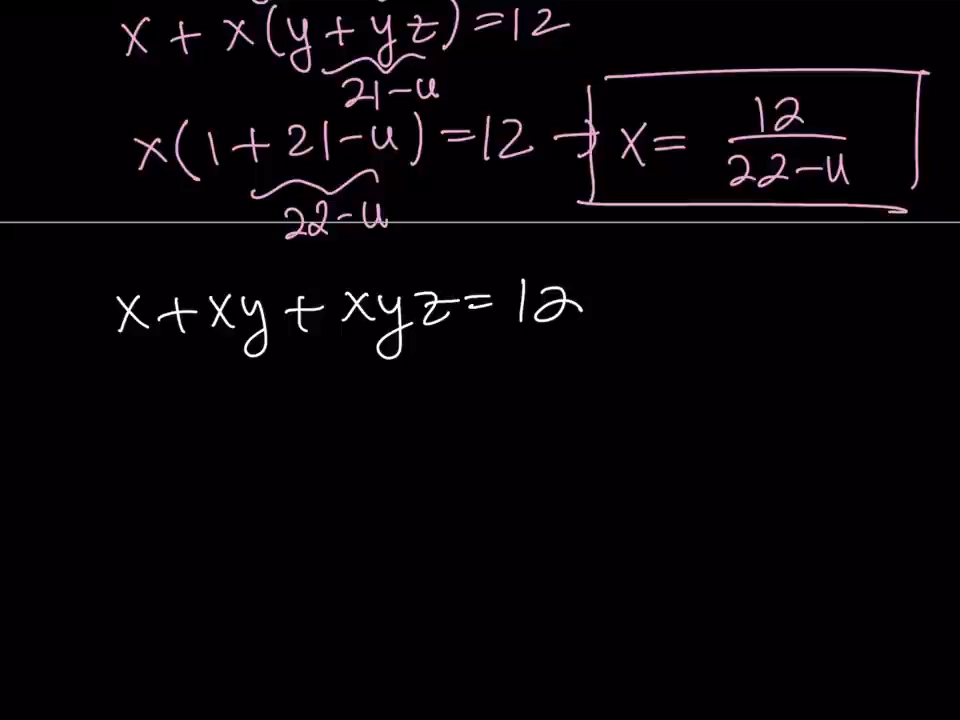 x + x(y + yz) = 12
21-u
x(1 + 21-u) = 12 → x = 12/(22-u)
22-u
x + xy + xyz = 12